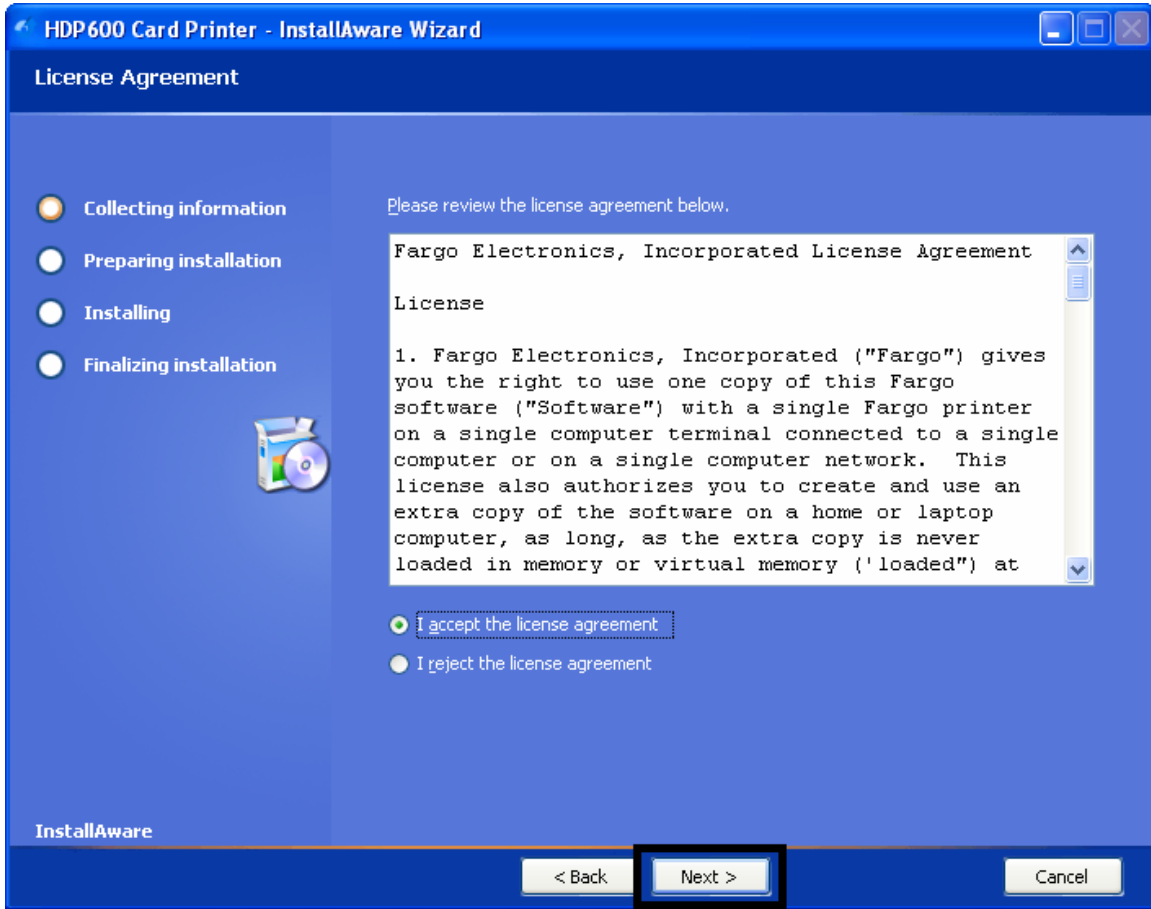 HDP600 Card Printer - InstallAware Wizard
License Agreement
Collecting information
Preparing installation
Installing
Finalizing installation
Please review the license agreement below.
Fargo Electronics, Incorporated License Agreement
License
1. Fargo Electronics, Incorporated ("Fargo") gives
you the right to use one copy of this Fargo
software ("Software") with a single Fargo printer
on a single computer terminal connected to a single
computer or on a single computer network.  This
license also authorizes you to create and use an
extra copy of the software on a home or laptop
computer, as long, as the extra copy is never
loaded in memory or virtual memory ('loaded") at
I accept the license agreement
I reject the license agreement
InstallAware
< Back
Next >
Cancel